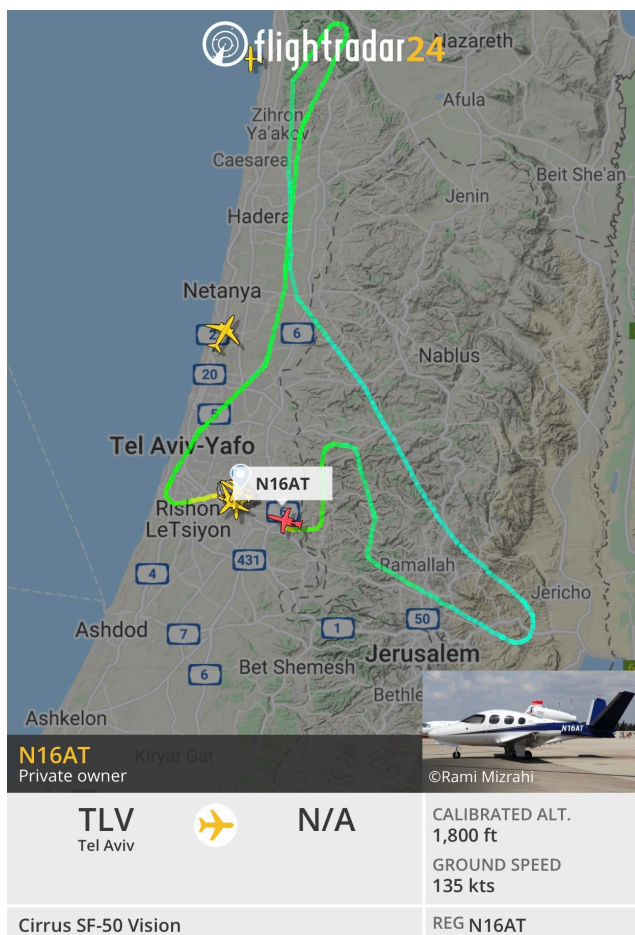 flightradar24
Nazareth
Afula
Zihron
Ya'akov
Caesarea
Beit She'an
Jenin
Hadera
Netanya
2
6
Nablus
20
5
Tel Aviv-Yafo
N16AT
Rishon
LeTsiyon
431
4
Ramallah
Jericho
50
Ashdod
7
1
Jerusalem
6
Bet Shemesh
Bethle
Ashkelon
N16AT
N16AT
Kiryat Gat
Private owner
©Rami Mizrahi
TLV
N/A
Tel Aviv
CALIBRATED ALT.
1,800 ft
GROUND SPEED
135 kts
Cirrus SF-50 Vision
REG N16AT